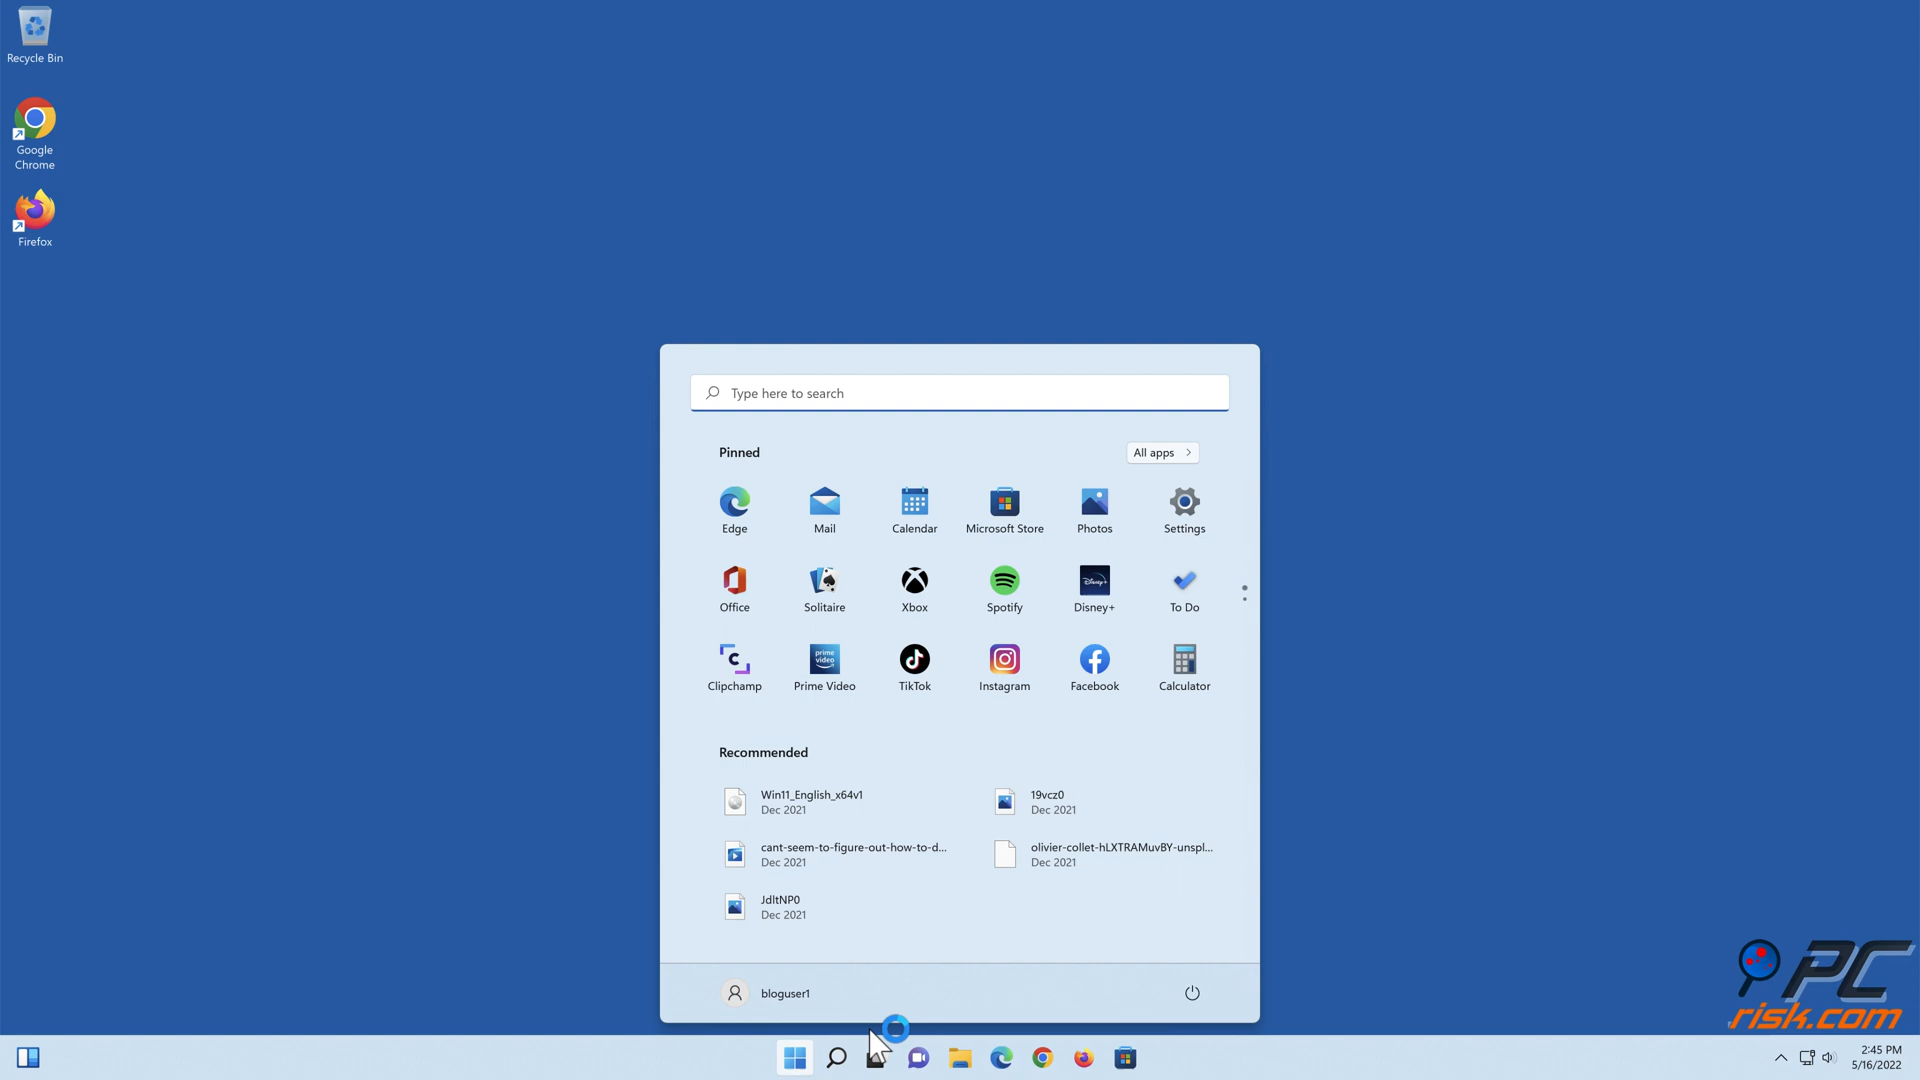 Recycle Bin
Google
Chrome
Firefox
Type here to search
Pinned
All apps
Edge
Mail
Calendar
Microsoft Store
Photos
Settings
Office
Solitaire
Xbox
Spotify
Disney+
Disney+
To Do
prime
video
Clipchamp
Prime Video
TikTok
Instagram
Facebook
Calculator
Recommended
Win11_English_x64v1
Dec 2021
19vcz0
Dec 2021
cant-seem-to-figure-out-how-to-d...
Dec 2021
olivier-collet-hLXTRAMuvBY-unspl...
Dec 2021
JdltNP0
Dec 2021
bloguser1
PC
risk.com
2:45 PM
5/16/2022